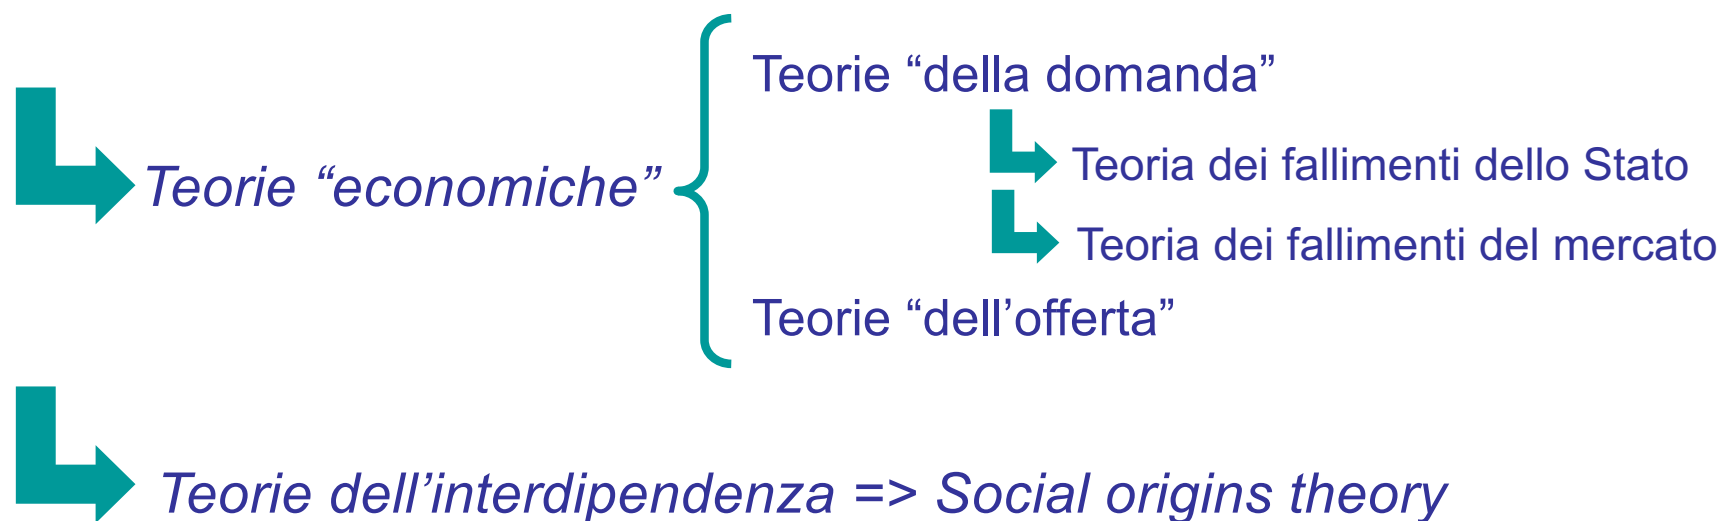 Teorie “della domanda”
Teoria dei fallimenti dello Stato
Teorie “economiche”
Teoria dei fallimenti del mercato
Teorie “dell’offerta”
Teorie dell’interdipendenza => Social origins theory